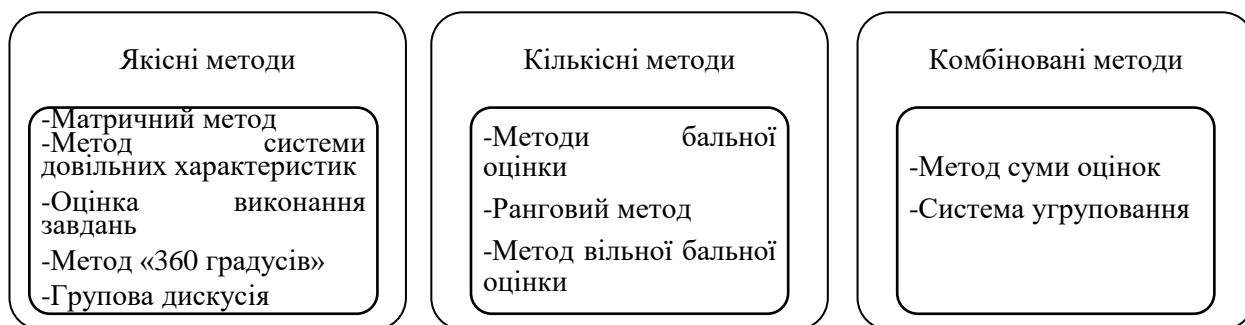 Якісні методи
-Матричний метод
-Метод системи
довільних характеристик
-Оцінка виконання
завдань
-Метод «360 градусів»
-Групова дискусія
Кількісні методи
-Методи бальної
оцінки
-Ранговий метод
-Метод вільної бальної
оцінки
Комбіновані методи
-Метод суми оцінок
-Система угруповання